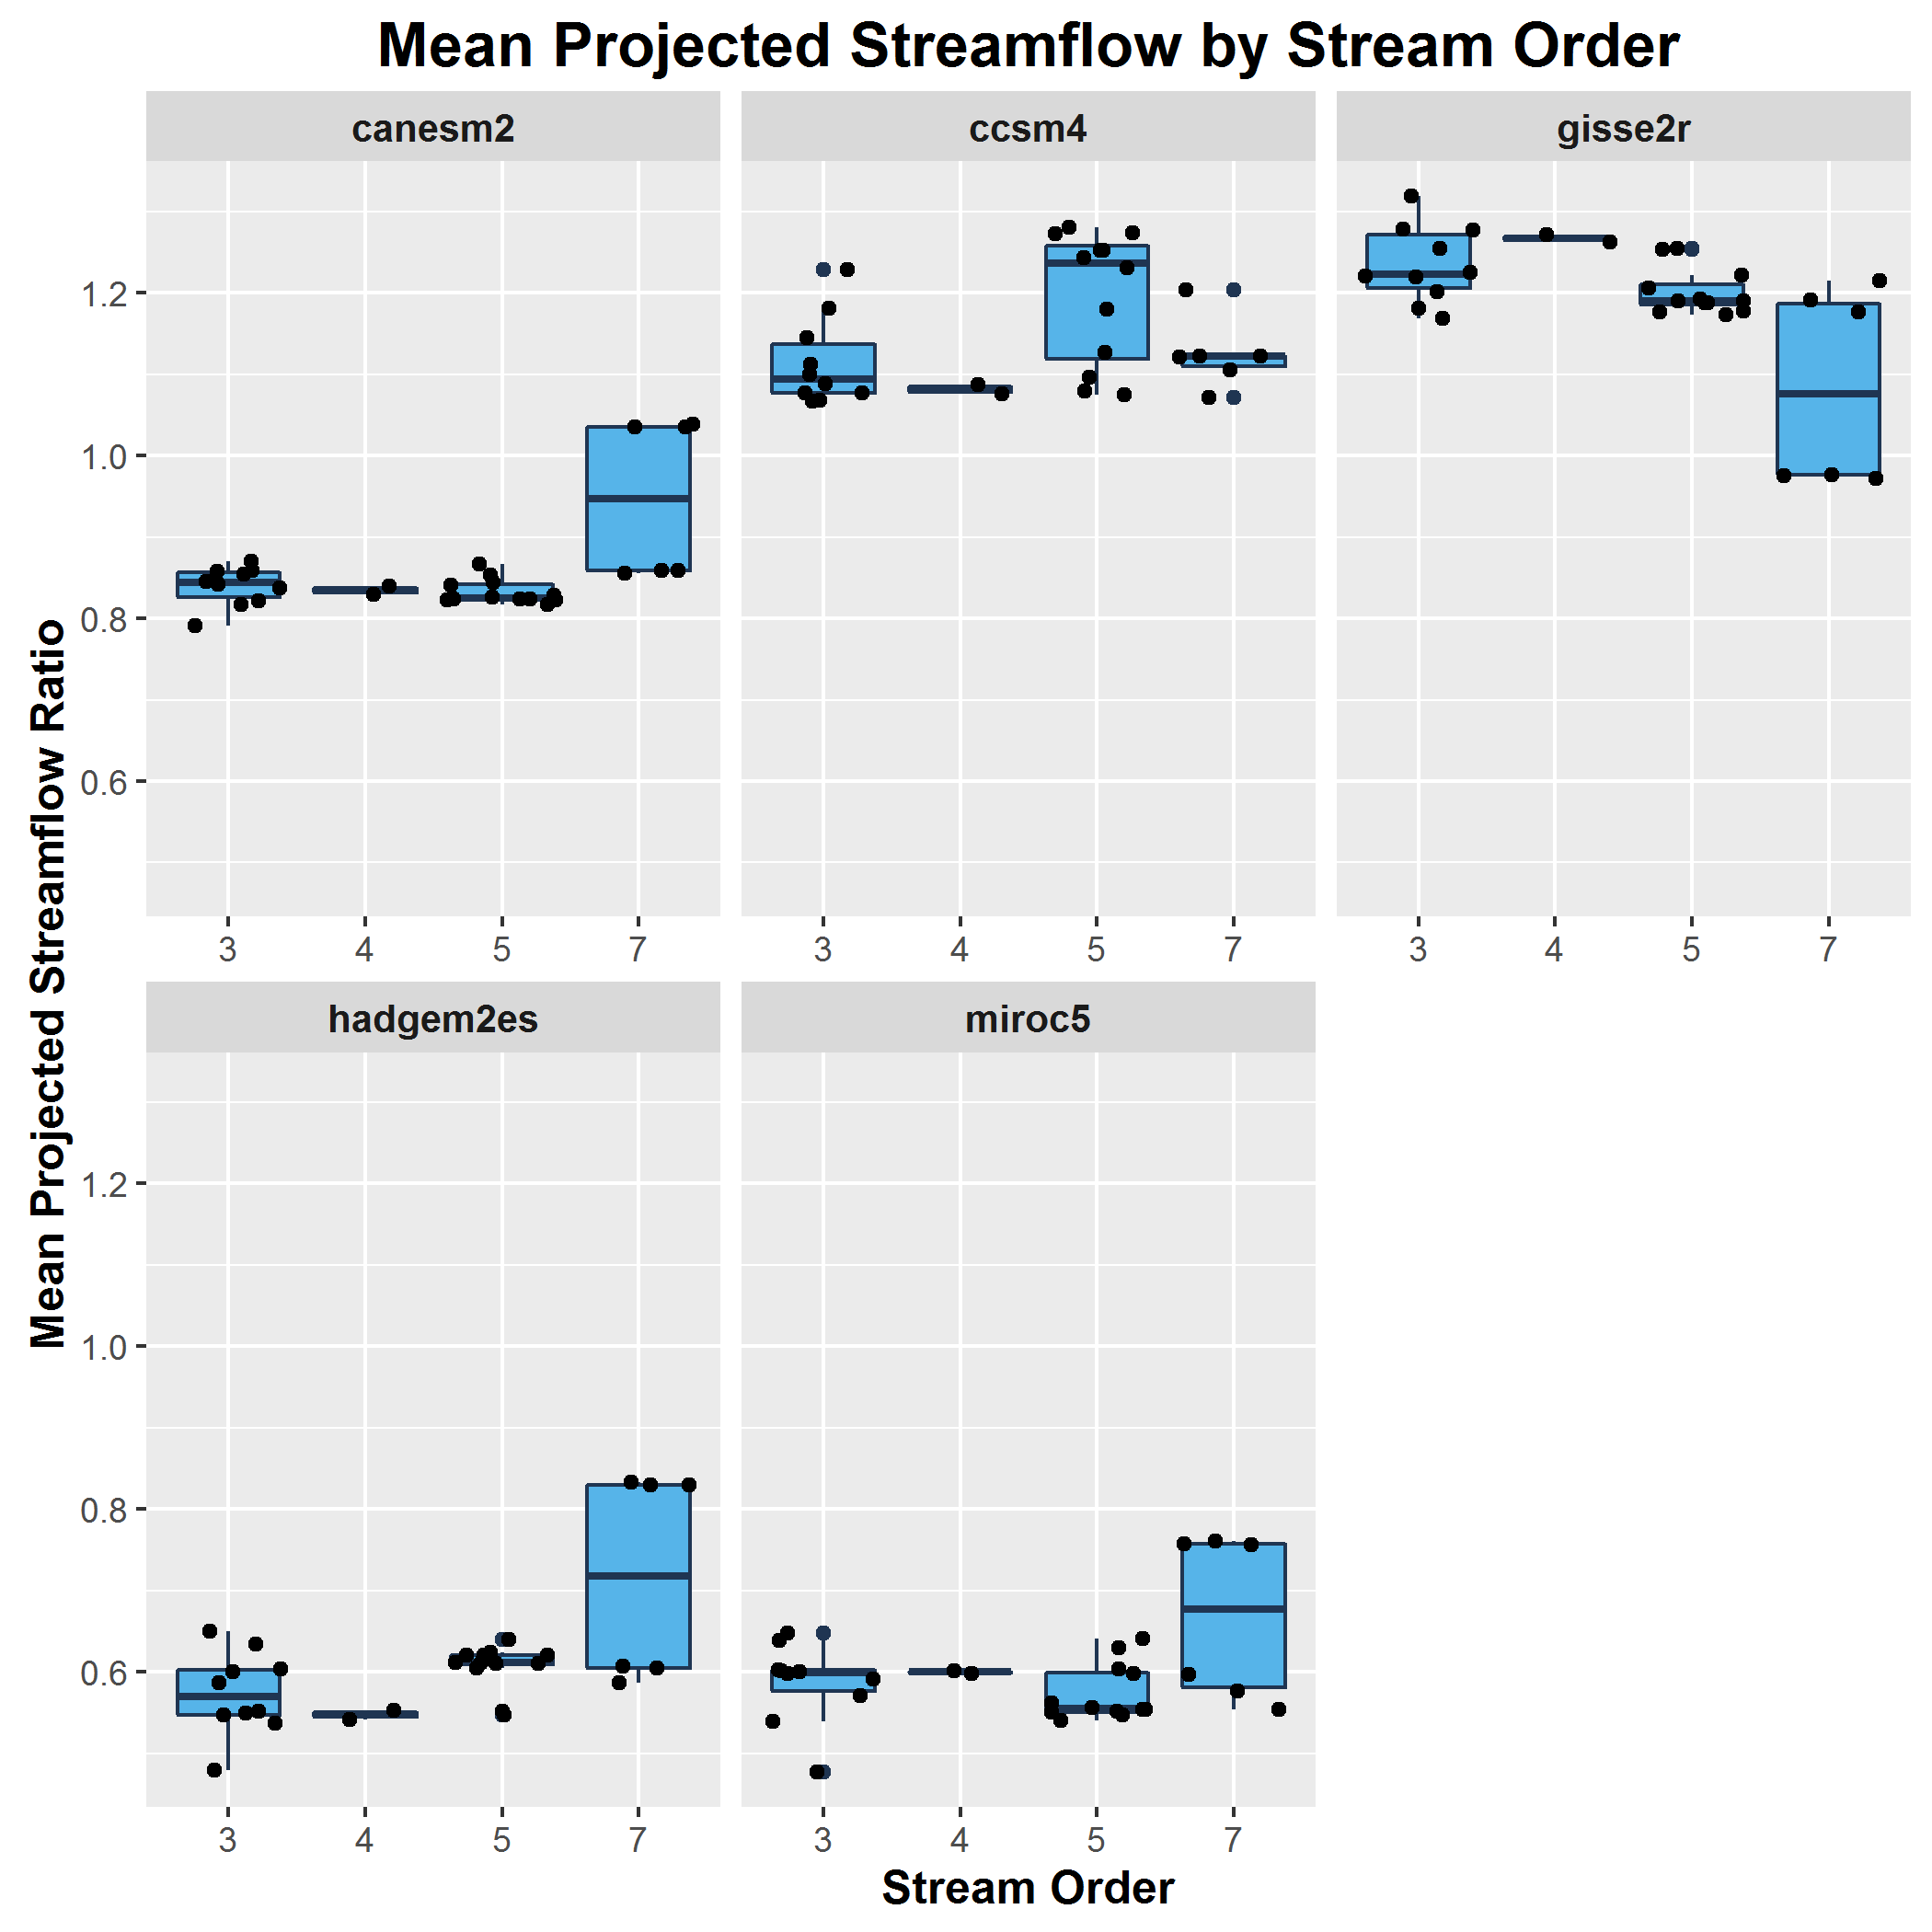 Mean Projected Streamflow by Stream Order
canesm2
ccsm4
gisse2r
1.2
1.0
0.8
0.6
3 4 5 7
3 4 5 7
3 4 5 7
Mean Projected Streamflow Ratio
hadgem2es
miroc5
1.2
1.0
0.8
0.6
3 4 5 7
3 4 5 7
Stream Order